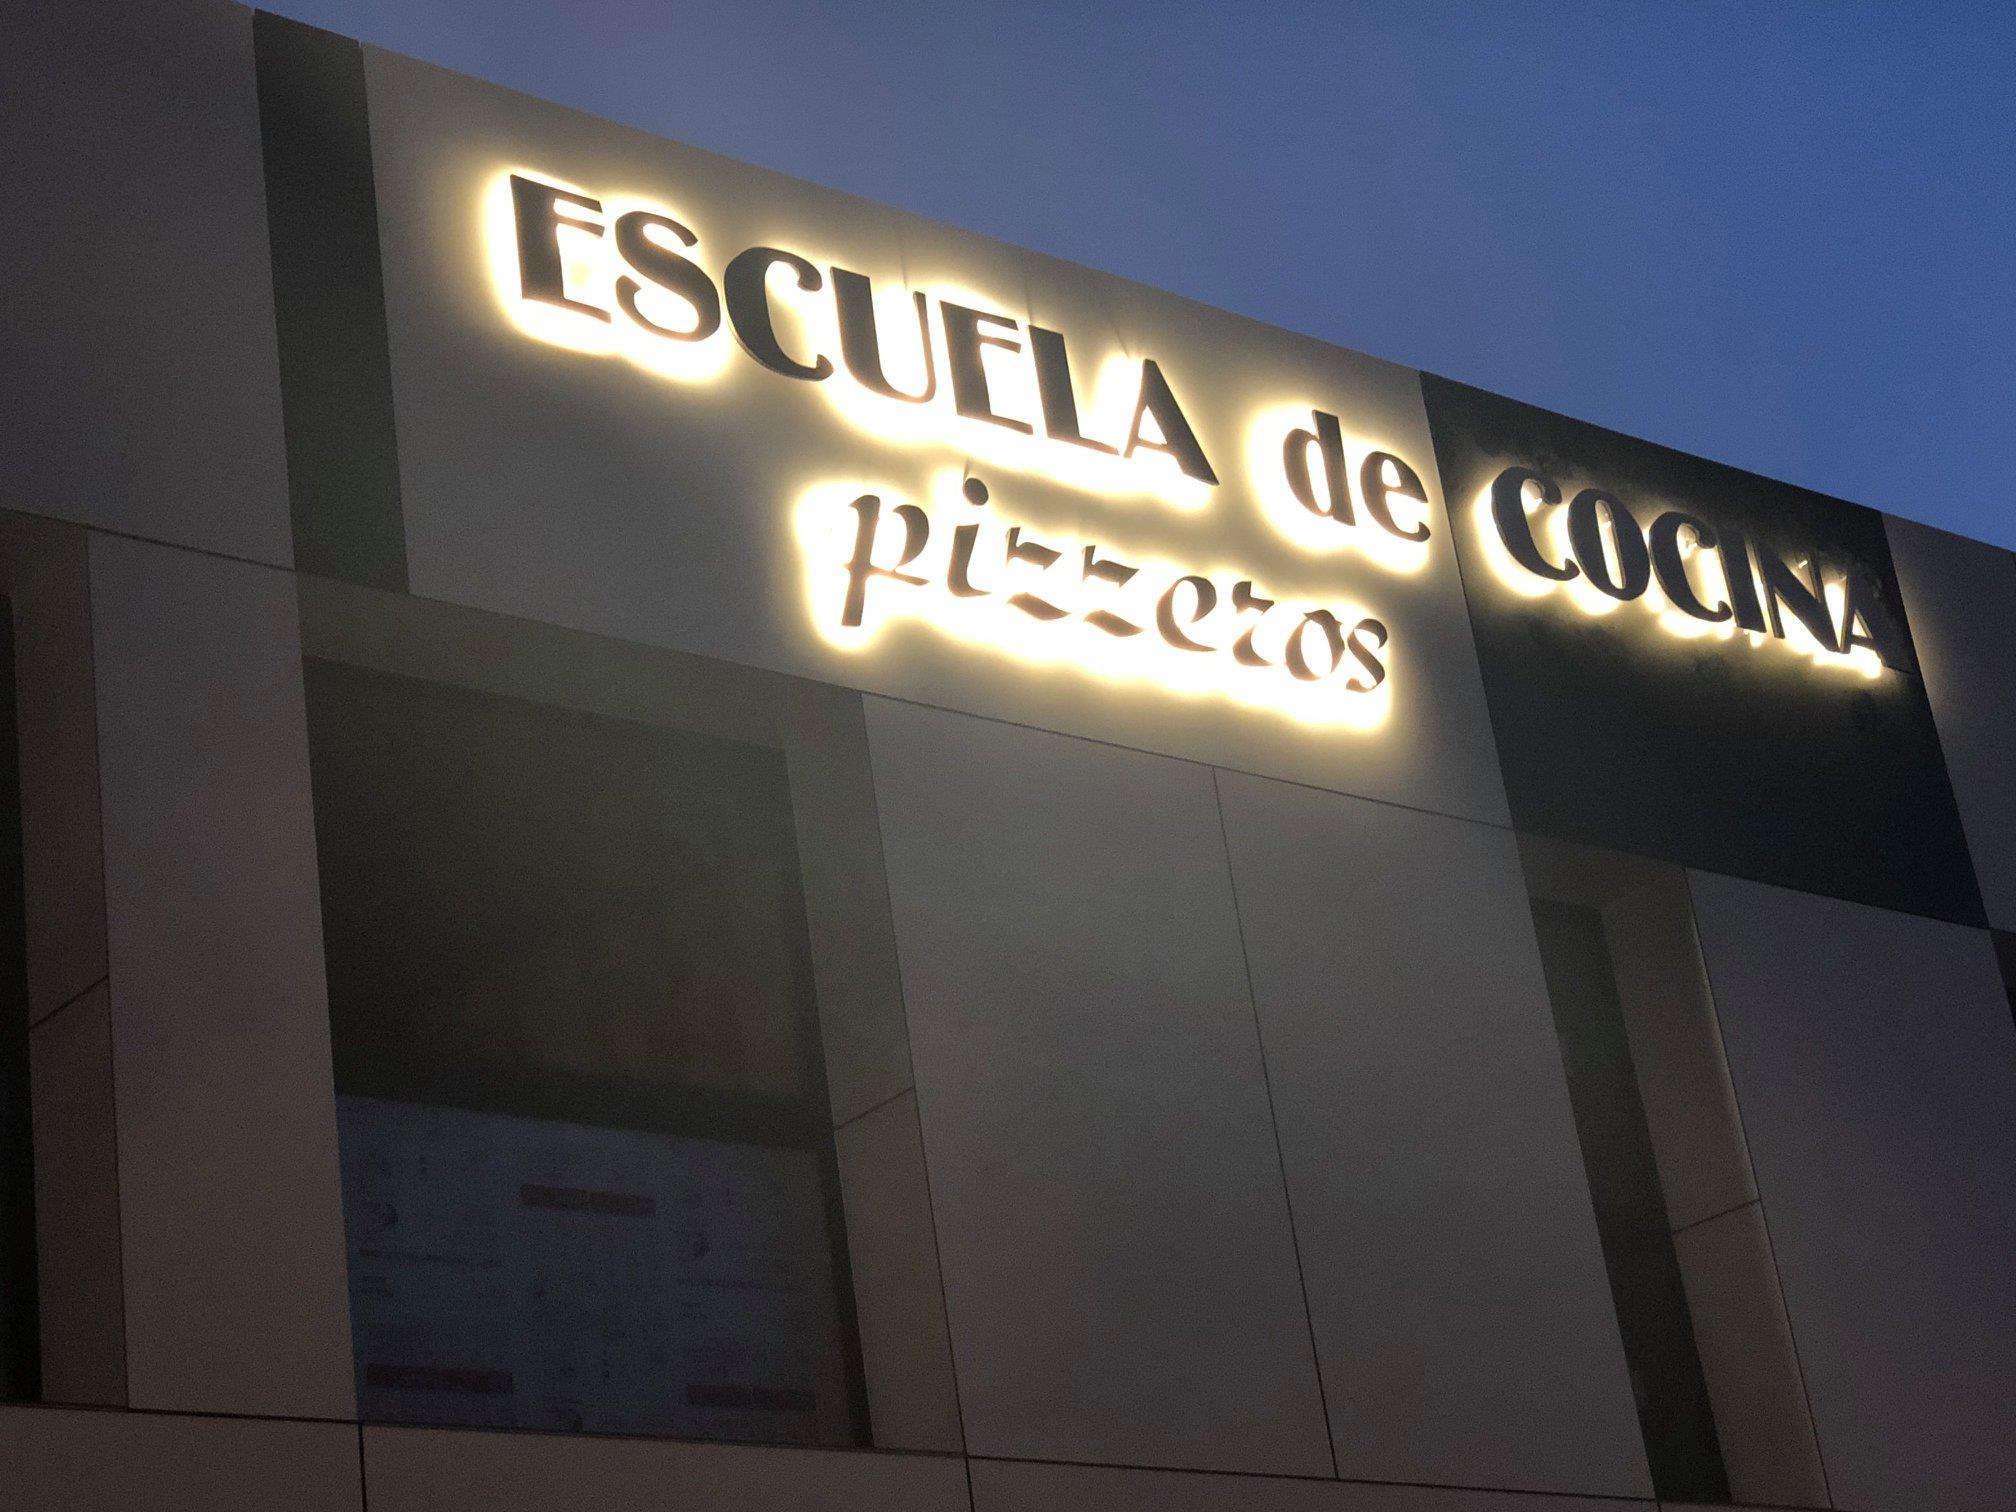 ESCUELA de COCINA
pizzeros